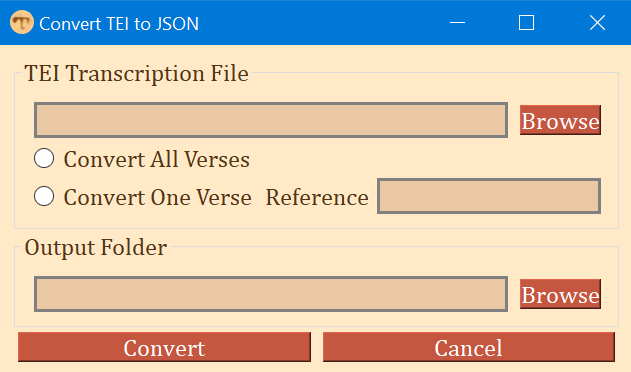 Convert TEI to JSON
TEI Transcription File
Browse
Convert All Verses
Convert One Verse Reference
Output Folder
Browse
Convert Cancel